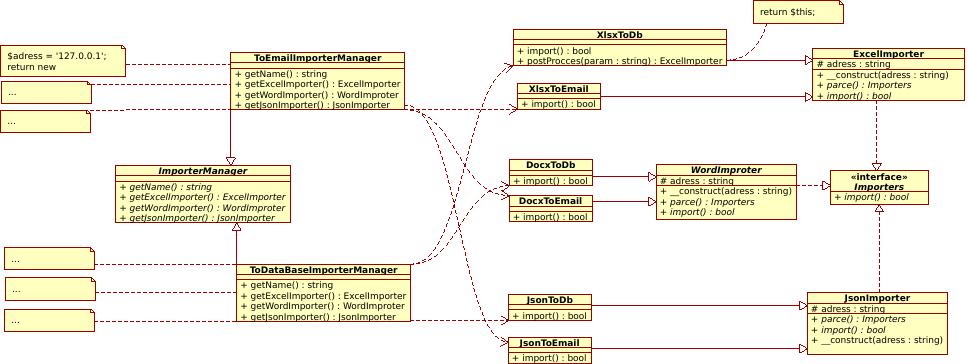 return $this;
XlsxToDb
+ import() : bool
+ postProcces(param : string) : ExcelImporter
ExcelImporter
# adress : string
+ __construct(adress : string)
+ parce() : Importers
+ import() : bool
$adress = '127.0.0.1';
return new
...
...
ToEmailImporterManager
+ getName() : string
+ getExcelImporter() : ExcelImporter
+ getWordImporter() : WordImproter
+ getJsonImporter() : JsonImporter
XlsxToEmail
+ import() : bool
ImporterManager
+ getName() : string
+ getExcelImporter() : ExcelImporter
+ getWordImporter() : WordImproter
+ getJsonImporter() : JsonImporter
DocxToDb
+ import() : bool
DocxToEmail
+ import() : bool
WordImproter
# adress : string
+ __construct(adress : string)
+ parce() : Importers
+ import() : bool
«interface»
Importers
+ import() : bool
...
...
...
ToDataBaseImporterManager
+ getName() : string
+ getExcelImporter() : ExcelImporter
+ getWordImporter() : WordImproter
+ getJsonImporter() : JsonImporter
JsonToDb
+ import() : bool
JsonToEmail
+ import() : bool
JsonImporter
# adress : string
+ parce() : Importers
+ import() : bool
+ __construct(adress : string)